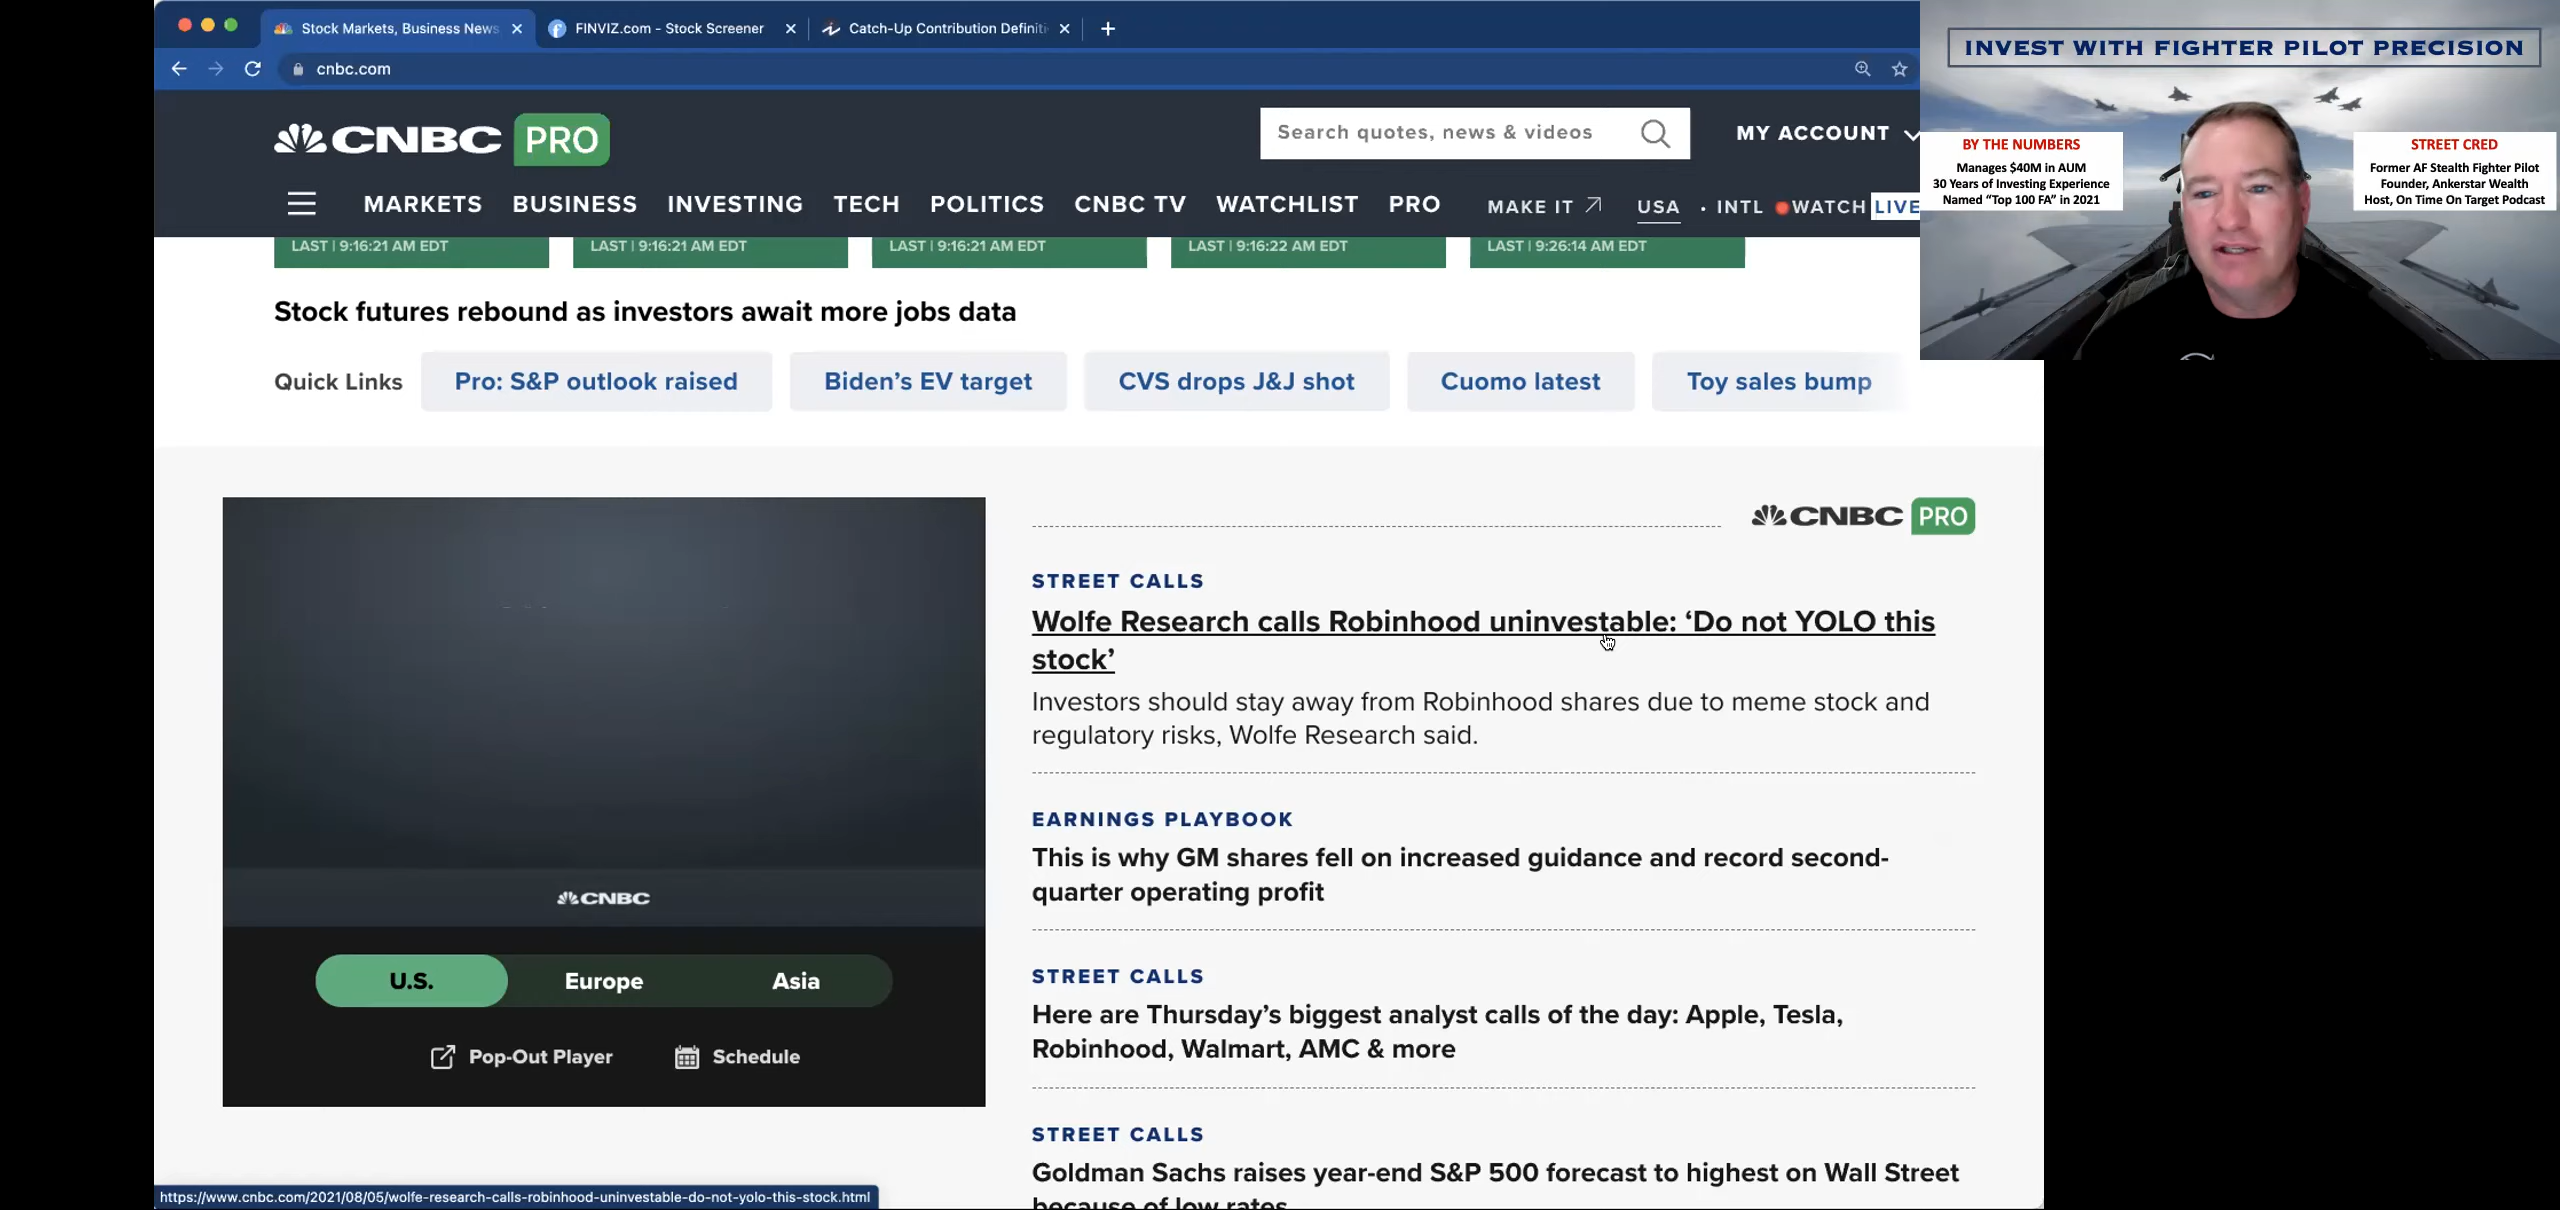 Stock Markets, Business News
FINVIZ.com - Stock Screener
Catch-Up Contribution Definiti
cnbc.com
INVEST WITH FIGHTER PILOT PRECISION
BY THE NUMBERS
Manages $40M in AUM
30 Years of Investing Experience
Named “Top 100 FA” in 2021
STREET CRED
Former AF Stealth Fighter Pilot
Founder, Ankerstar Wealth
Host, On Time On Target Podcast
CNBC PRO
Search quotes, news & videos
MY ACCOUNT
MARKETS BUSINESS INVESTING TECH POLITICS CNBC TV WATCHLIST PRO MAKE IT USA • INTL WATCH LIVE
LAST | 9:16:21 AM EDT
LAST | 9:16:21 AM EDT
LAST | 9:16:21 AM EDT
LAST | 9:16:22 AM EDT
LAST | 9:26:14 AM EDT
Stock futures rebound as investors await more jobs data
Quick Links
Pro: S&P outlook raised
Biden’s EV target
CVS drops J&J shot
Cuomo latest
Toy sales bump
CNBC
U.S.
Europe
Asia
Pop-Out Player
Schedule
CNBC PRO
STREET CALLS
Wolfe Research calls Robinhood uninvestable: ‘Do not YOLO this
stock’
Investors should stay away from Robinhood shares due to meme stock and
regulatory risks, Wolfe Research said.
EARNINGS PLAYBOOK
This is why GM shares fell on increased guidance and record second-
quarter operating profit
STREET CALLS
Here are Thursday’s biggest analyst calls of the day: Apple, Tesla,
Robinhood, Walmart, AMC & more
STREET CALLS
Goldman Sachs raises year-end S&P 500 forecast to highest on Wall Street
because of low rates
https://www.cnbc.com/2021/08/05/wolfe-research-calls-robinhood-uninvestable-do-not-yolo-this-stock.html